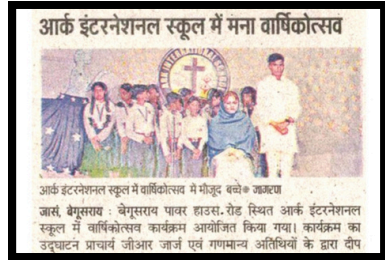 आर्क इंटरनेशनल स्कूल में मना वार्षिकोत्सव
आर्क इंटरनेशनल स्कूल में वार्षिकोत्सव में मौजूद बच्चे● जागरण
जासं, बेगूसराय : बेगूसराय पावर हाउस.रोड स्थित आर्क इंटरनेशनल
स्कूल में वार्षिकोत्सव कार्यक्रम आयोजित किया गया। कार्यक्रम का
उद्घाटन प्राचार्य जीआर जार्ज एवं गणमान्य अतिथियों के द्वारा दीप